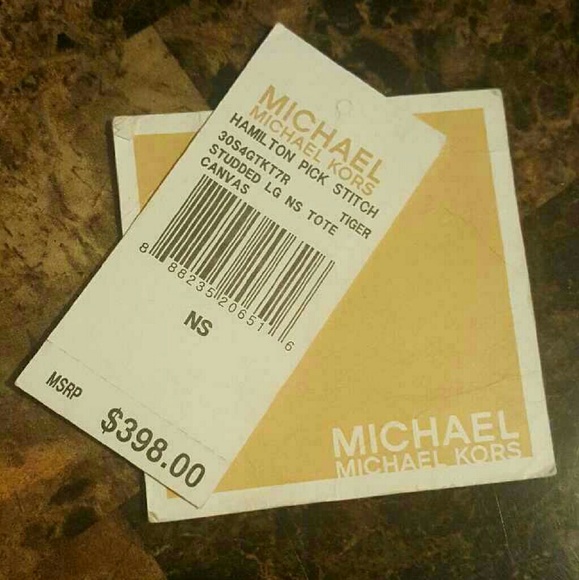 MICHAEL
MICHAEL KORS
HAMILTON PICK STITCH
30S4GTKT7R TIGER
STUDDED LG NS TOTE
CANVAS
8 88235 20651 6
NS
MSRP $398.00
MICHAEL
MICHAEL KORS